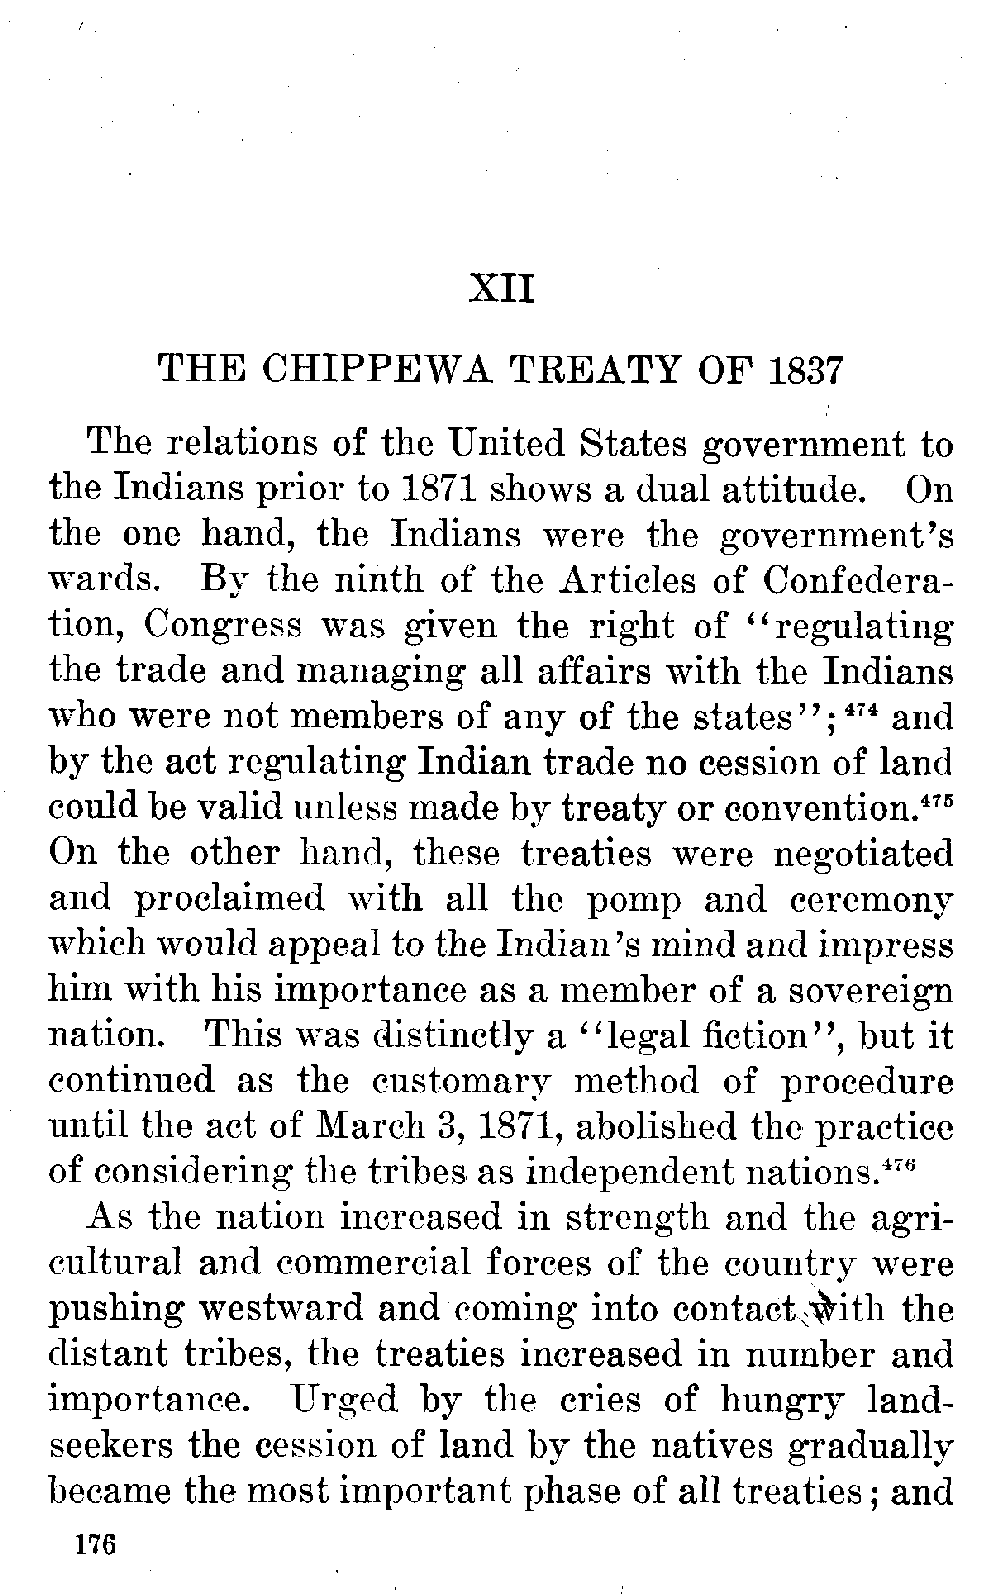 XII
THE CHIPPEWA TREATY OF 1837
The relations of the United States government to
the Indians prior to 1871 shows a dual attitude. On
the one hand, the Indians were the government's
wards. By the ninth of the Articles of Confedera-
tion, Congress was given the right of "regulating
the trade and managing all affairs with the Indians
who were not members of any of the states";⁴⁷⁴ and
by the act regulating Indian trade no cession of land
could be valid unless made by treaty or convention.⁴⁷⁵
On the other hand, these treaties were negotiated
and proclaimed with all the pomp and ceremony
which would appeal to the Indian's mind and impress
him with his importance as a member of a sovereign
nation. This was distinctly a "legal fiction", but it
continued as the customary method of procedure
until the act of March 3, 1871, abolished the practice
of considering the tribes as independent nations.⁴⁷⁶
As the nation increased in strength and the agri-
cultural and commercial forces of the country were
pushing westward and coming into contact with the
distant tribes, the treaties increased in number and
importance. Urged by the cries of hungry land-
seekers the cession of land by the natives gradually
became the most important phase of all treaties; and
176